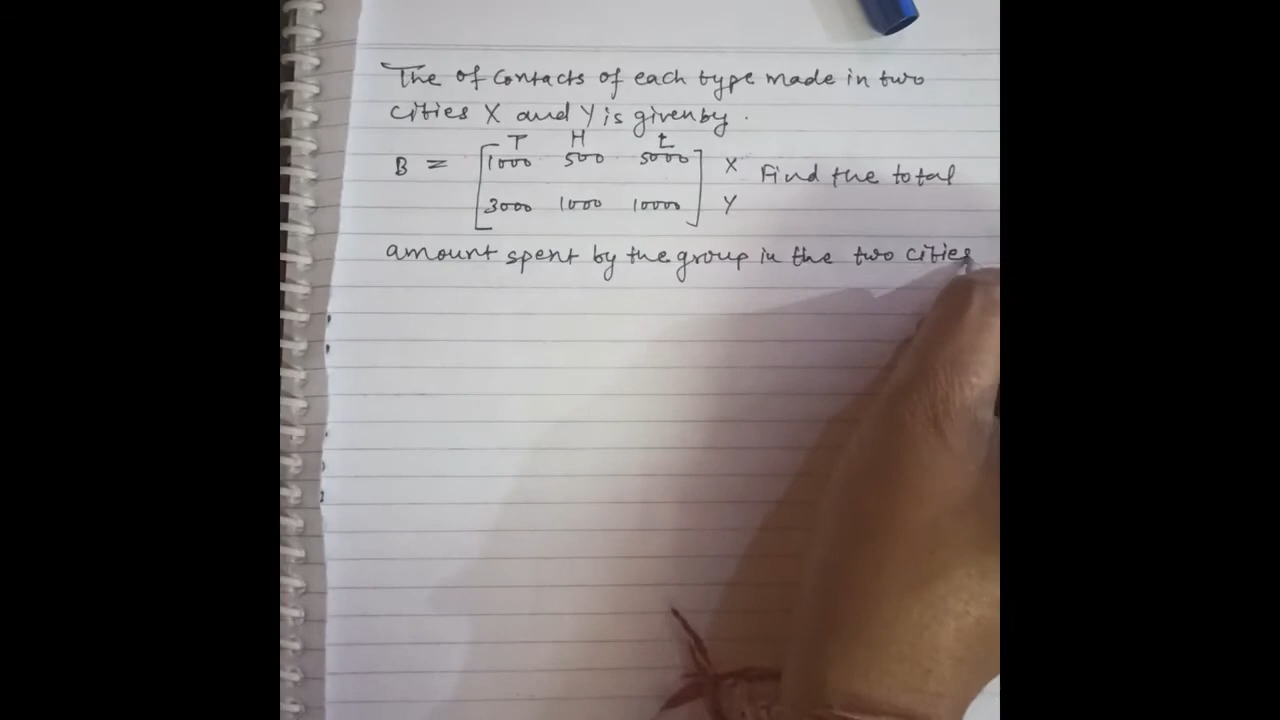 The of contacts of each type made in two
cities X and Y is given by.
T H L
B = [1000 500 5000] X Find the total
[3000 1000 10000] Y
amount spent by the group in the two cities